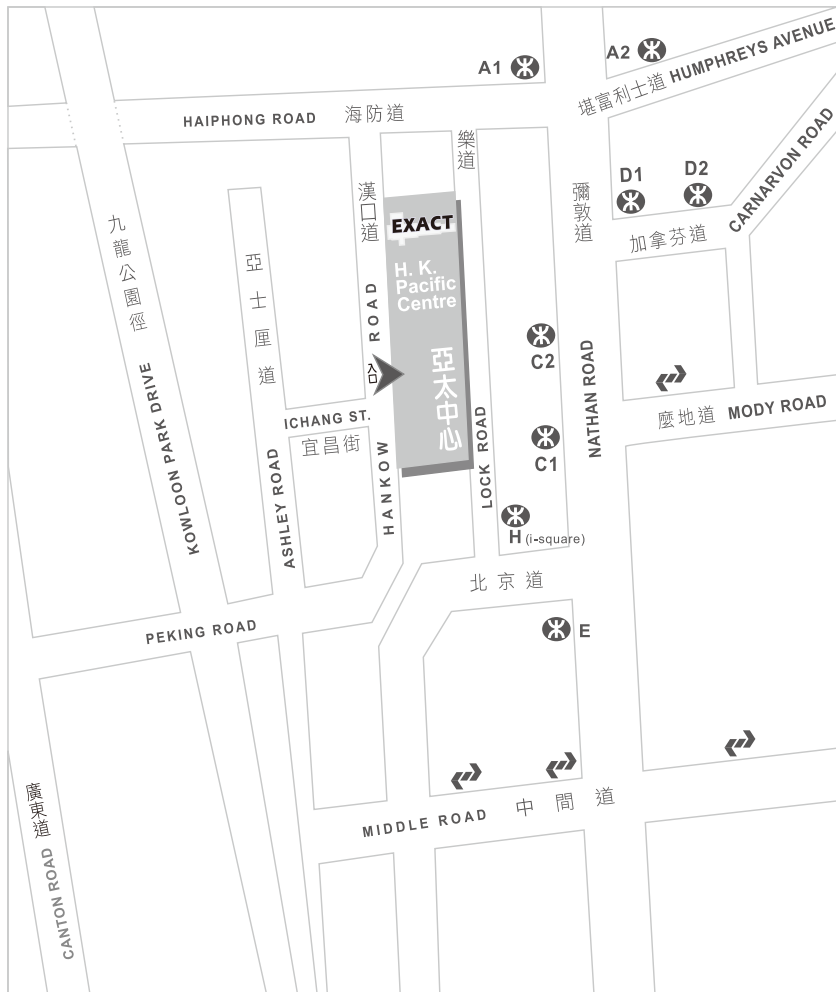 A1
A2
堪富利士道 HUMPHREYS AVENUE
HAIPHONG ROAD 海防道
樂道
漢口道
彌敦道
D1
D2
CARNARVON ROAD
加拿芬道
九龍公園徑
亞士厘道
EXACT
H. K.
Pacific
Centre
亞太中心
ROAD
入口
C2
NATHAN ROAD
KOWLOON PARK DRIVE
ICHANG ST.
宜昌街
麼地道 MODY ROAD
ASHLEY ROAD
HANKOW
LOCK ROAD
C1
H (i-square)
北京道
PEKING ROAD
E
廣東道
CANTON ROAD
MIDDLE ROAD 中間道